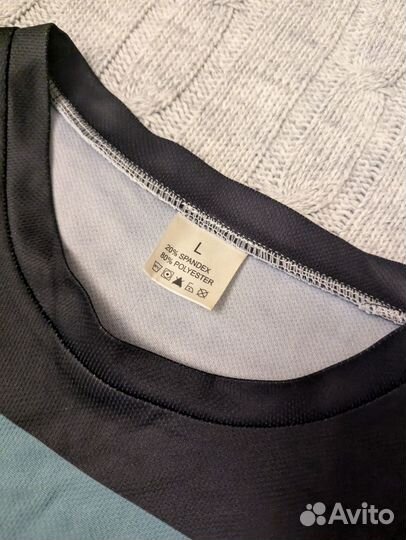 L
20% SPANDEX
80% POLYESTER
Avito